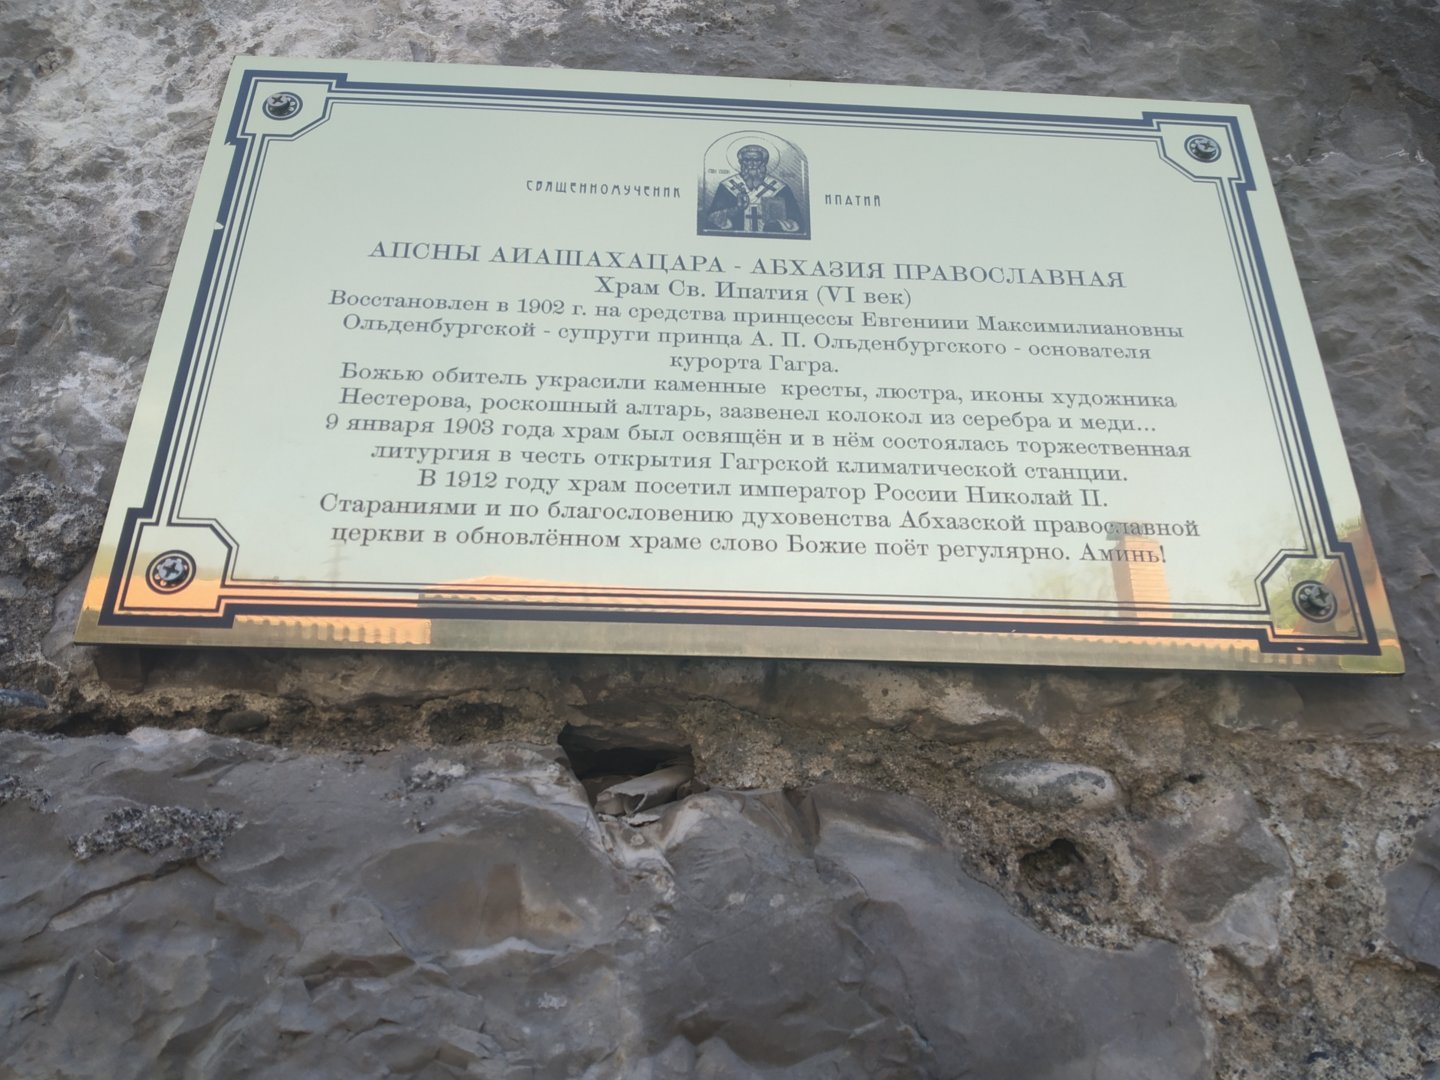 СВЯЩЕННОМУЧЕНИК ИПАТИЙ
АПСНЫ АИАШАХАЦАРА - АБХАЗИЯ ПРАВОСЛАВНАЯ
Храм Св. Ипатия (VI век)
Восстановлен в 1902 г. на средства принцессы Евгениии Максимилиановны
Ольденбургской - супруги принца А. П. Ольденбургского - основателя
курорта Гагра.
Божью обитель украсили каменные кресты, люстра, иконы художника
Нестерова, роскошный алтарь, зазвенел колокол из серебра и меди...
9 января 1903 года храм был освящён и в нём состоялась торжественная
литургия в честь открытия Гагрской климатической станции.
В 1912 году храм посетил император России Николай II.
Стараниями и по благословению духовенства Абхазской православной
церкви в обновлённом храме слово Божие поёт регулярно. Аминь!